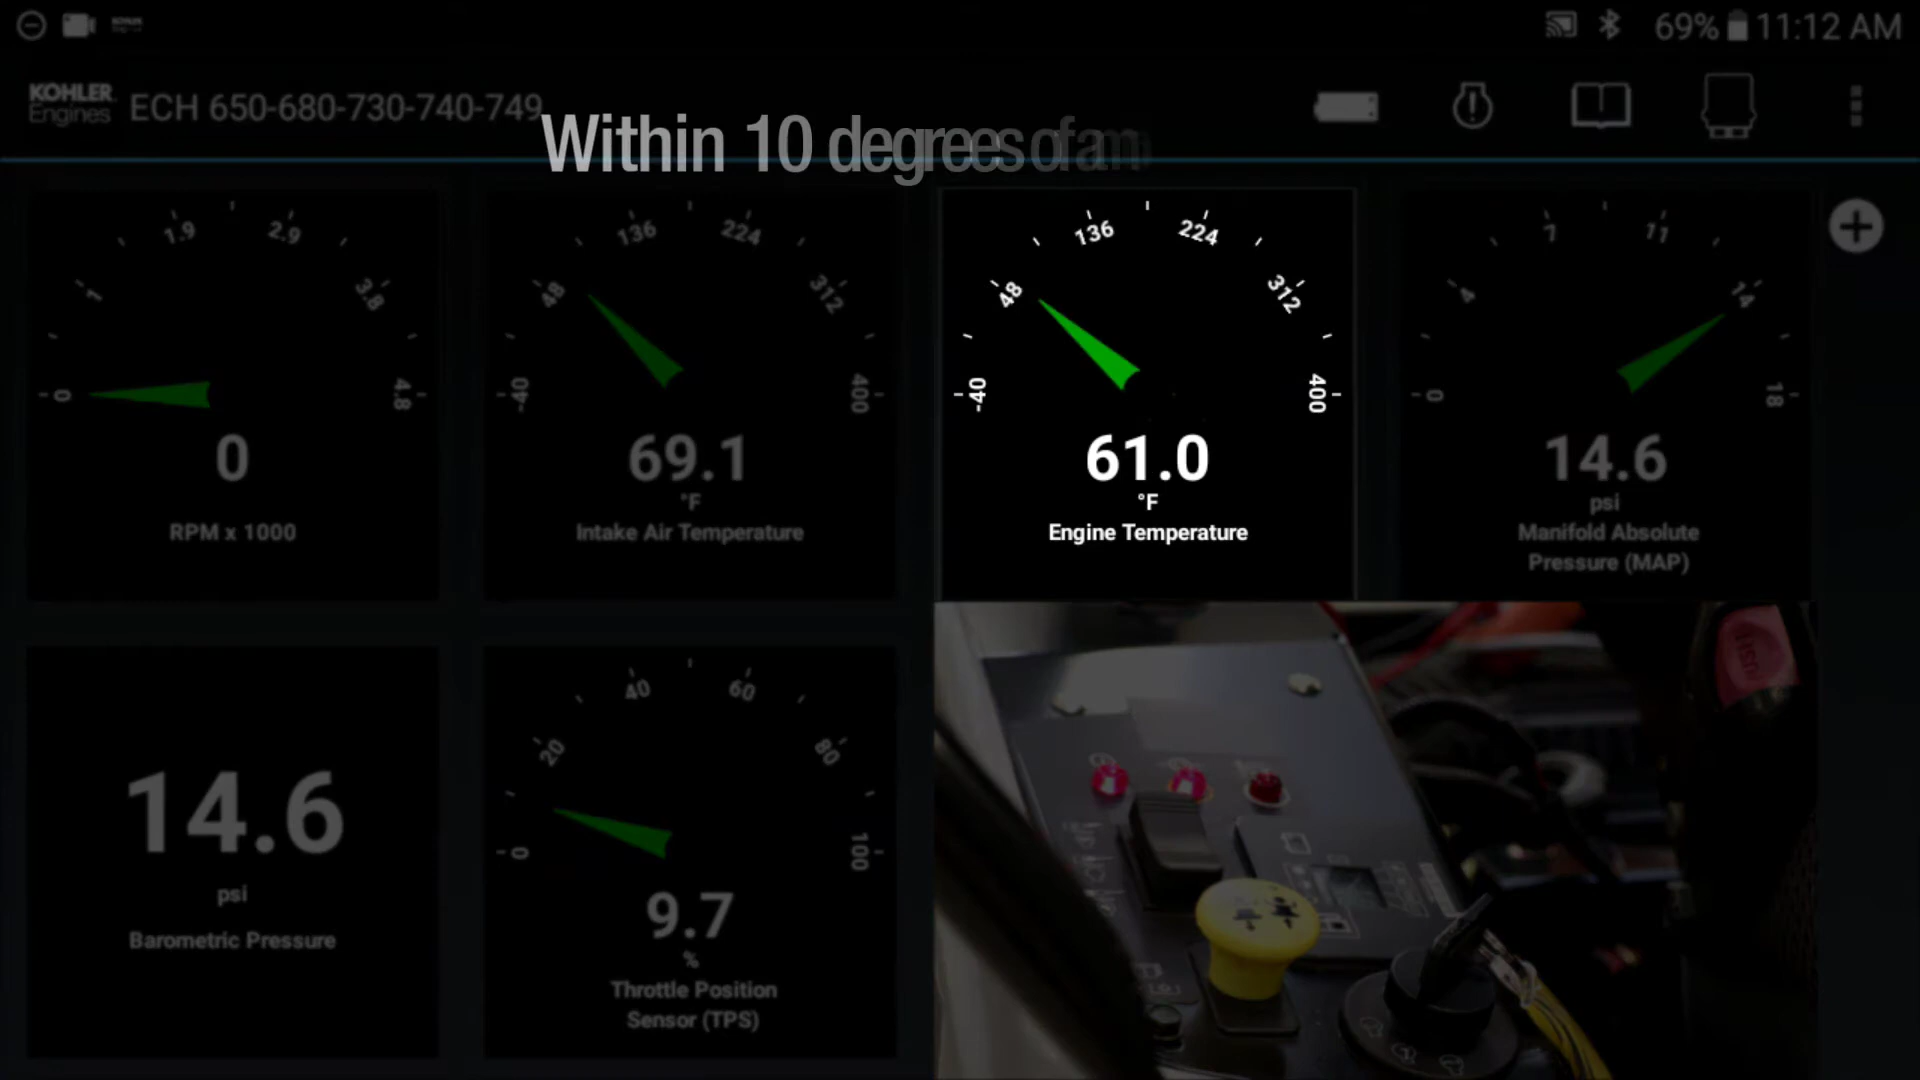 69% 11:12 AM
KOHLER
Engines
ECH 650-680-730-740-749
Within 10 degrees of am
0 1 1.9 2.9 3.8 4.8
0
RPM x 1000
-40 48 136 224 312 400
69.1
°F
Intake Air Temperature
-40 48 136 224 312 400
61.0
°F
Engine Temperature
0 4 7 11 14 18
14.6
psi
Manifold Absolute
Pressure (MAP)
14.6
psi
Barometric Pressure
0 20 40 60 80 100
9.7
%
Throttle Position
Sensor (TPS)